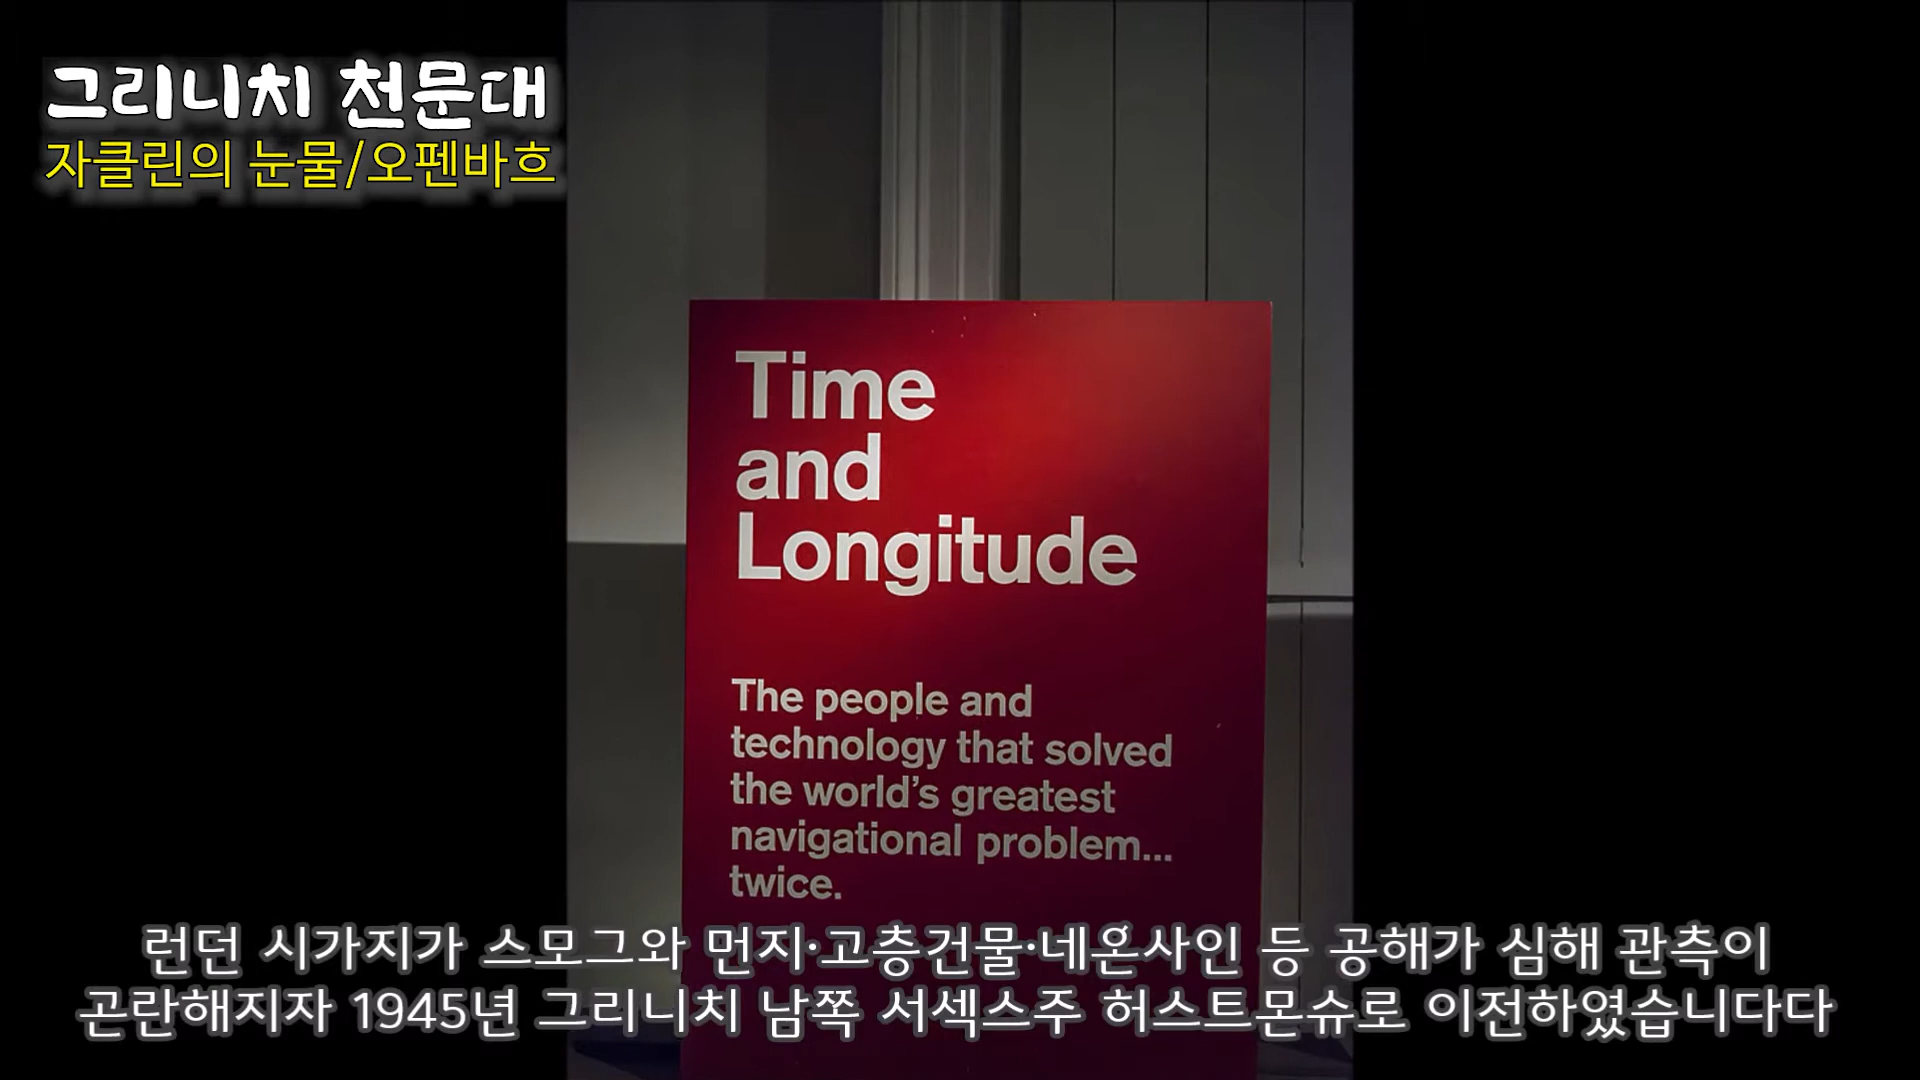 그리니치 천문대
자클린의 눈물/오펜바흐
Time
and
Longitude
The people and
technology that solved
the world's greatest
navigational problem...
twice.
런던 시가지가 스모그와 먼지·고층건물·네온사인 등 공해가 심해 관측이
곤란해지자 1945년 그리니치 남쪽 서섹스주 허스트몬슈로 이전하였습니다다